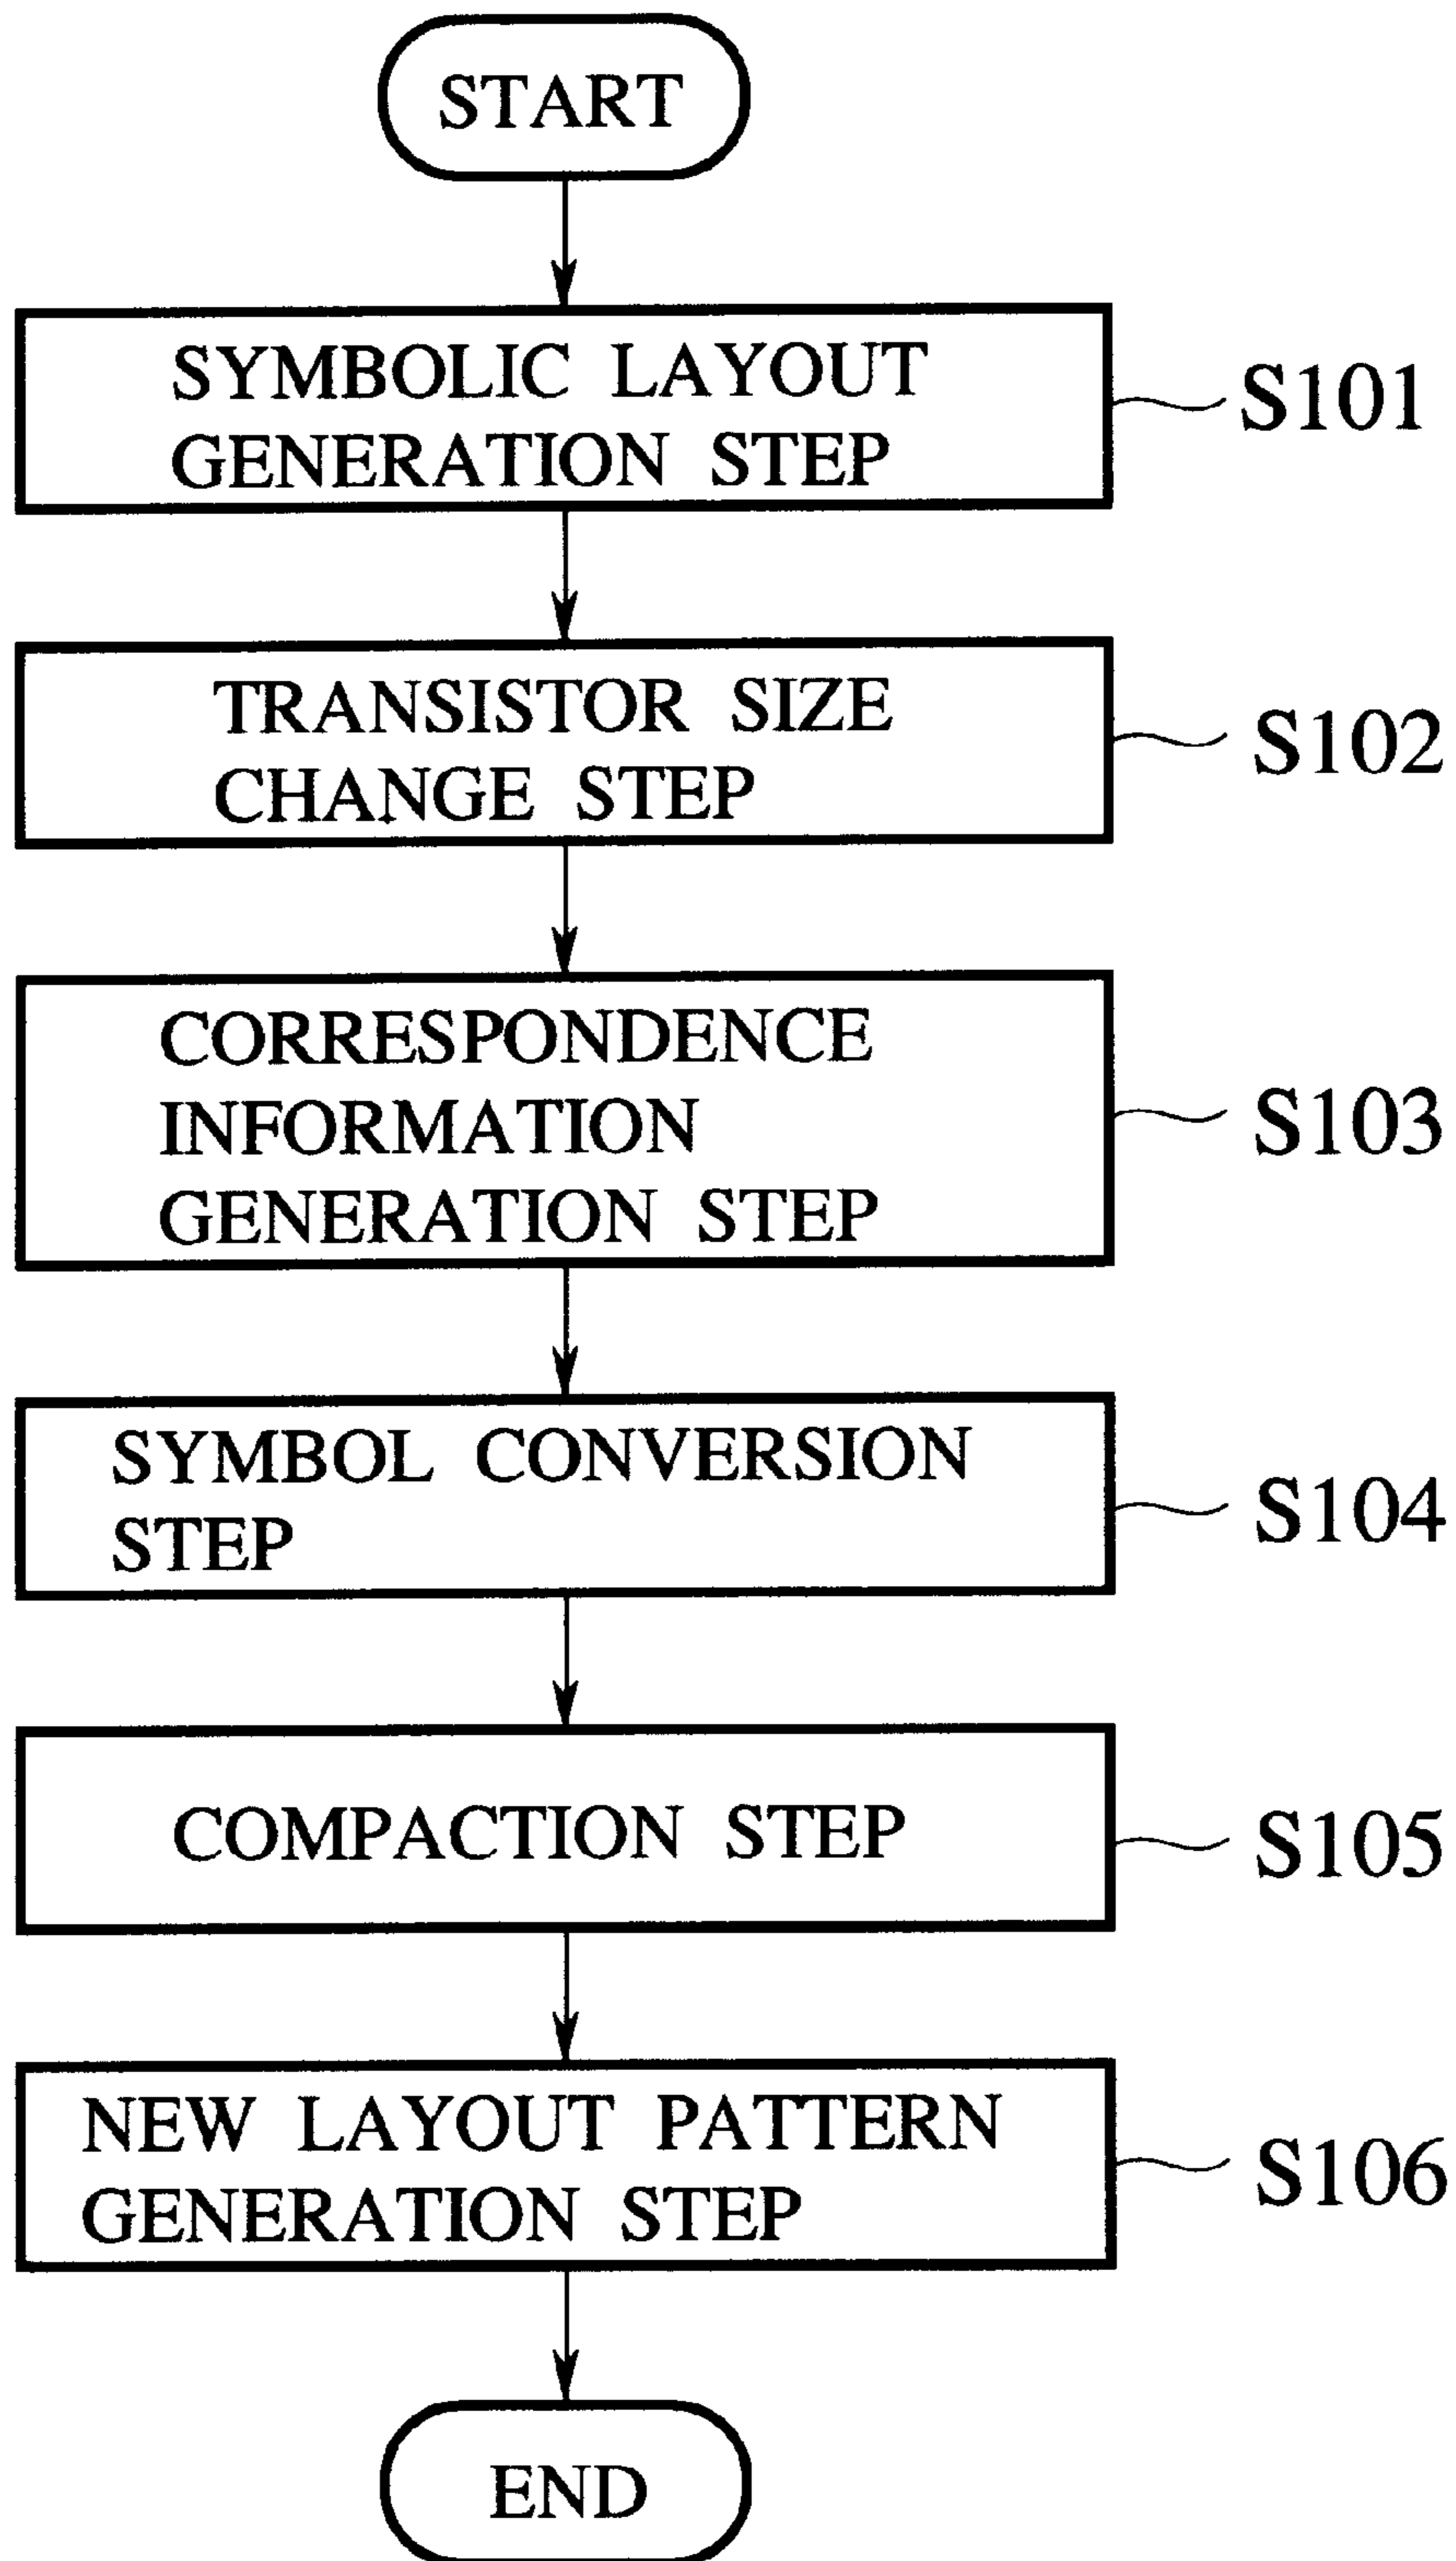 START
SYMBOLIC LAYOUT
GENERATION STEP
S101
TRANSISTOR SIZE
CHANGE STEP
S102
CORRESPONDENCE
INFORMATION
GENERATION STEP
S103
SYMBOL CONVERSION
STEP
S104
COMPACTION STEP
S105
NEW LAYOUT PATTERN
GENERATION STEP
S106
END